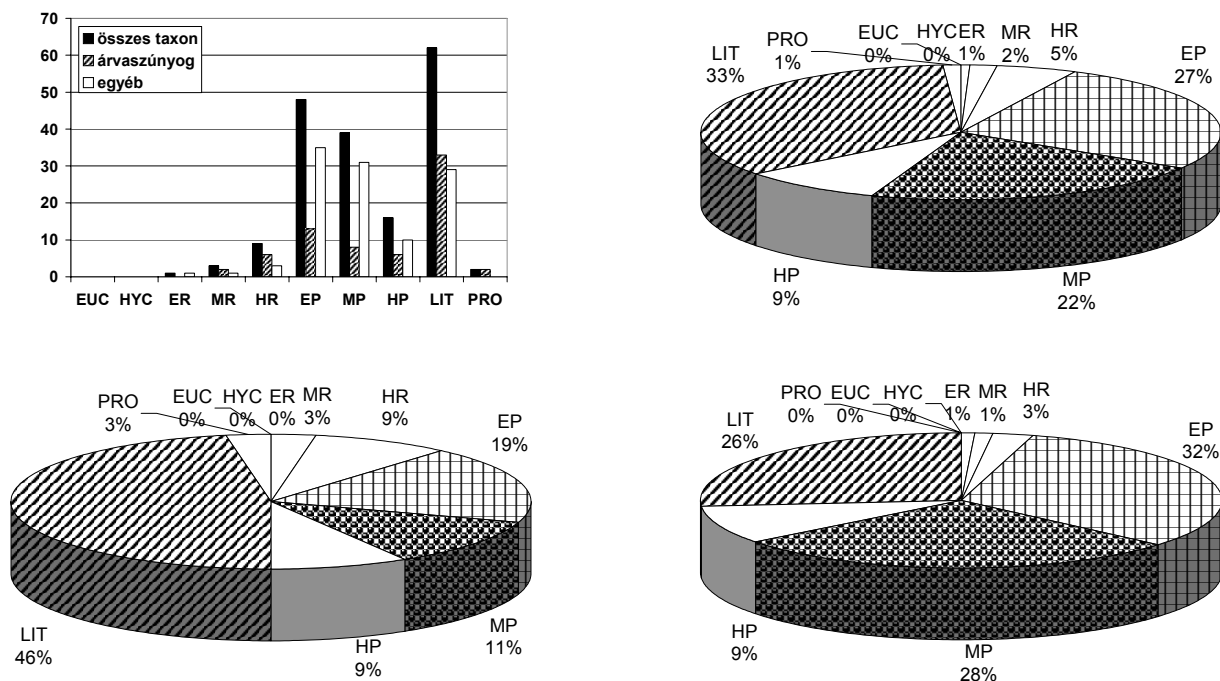 70
60
50
40
30
20
10
0
összes taxon
árvaszúnyog
egyéb
EUC HYC ER MR HR EP MP HP LIT PRO
LIT
33%
PRO
1%
EUC
0%
HYC
0%
ER
1%
MR
2%
HR
5%
EP
27%
HP
9%
MP
22%
PRO
3%
EUC
0%
HYC
0%
ER
0%
MR
3%
HR
9%
EP
19%
LIT
46%
HP
9%
MP
11%
LIT
26%
PRO
0%
EUC
0%
HYC
0%
ER
1%
MR
1%
HR
3%
EP
32%
HP
9%
MP
28%